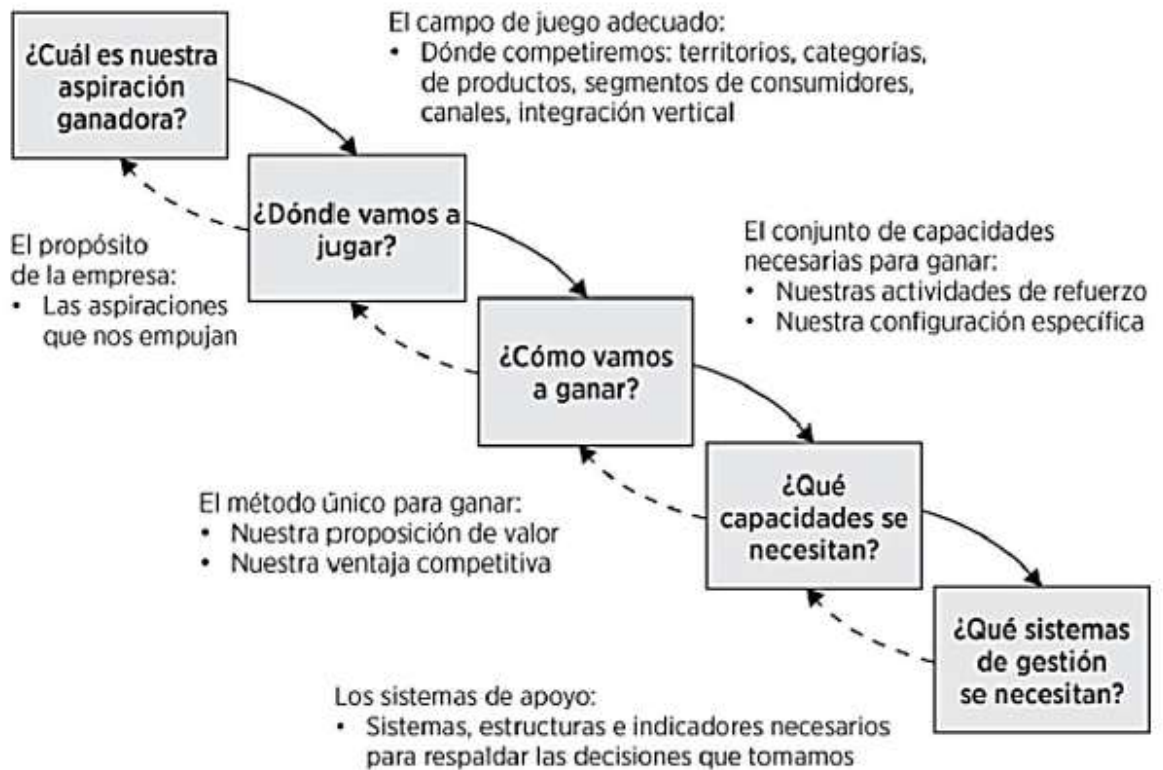 ¿Cuál es nuestra
aspiración
ganadora?
El campo de juego adecuado:
• Dónde competiremos: territorios, categorías,
de productos, segmentos de consumidores,
canales, integración vertical
¿Dónde vamos a
jugar?
El propósito
de la empresa:
• Las aspiraciones
que nos empujan
El conjunto de capacidades
necesarias para ganar:
• Nuestras actividades de refuerzo
• Nuestra configuración específica
¿Cómo vamos
a ganar?
El método único para ganar:
• Nuestra proposición de valor
• Nuestra ventaja competitiva
¿Qué
capacidades se
necesitan?
¿Qué sistemas
de gestión
se necesitan?
Los sistemas de apoyo:
• Sistemas, estructuras e indicadores necesarios
para respaldar las decisiones que tomamos